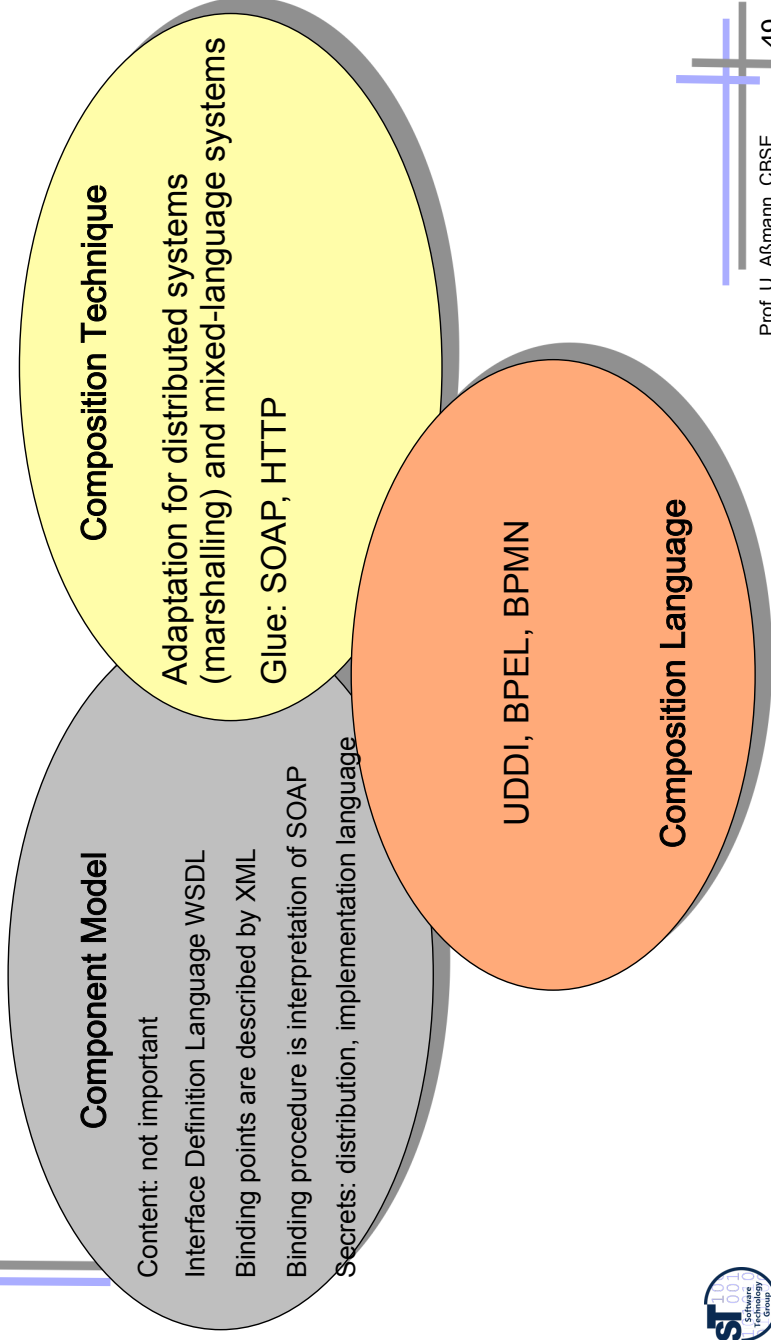 Component Model
Content: not important
Interface Definition Language WSDL
Binding points are described by XML
Binding procedure is interpretation of SOAP
Secrets: distribution, implementation language
Composition Technique
Adaptation for distributed systems
(marshalling) and mixed-language systems
Glue: SOAP, HTTP
UDDI, BPEL, BPMN
Composition Language
ST
Software
Technology
Group
Prof. U. Aßmann, CBSE
49